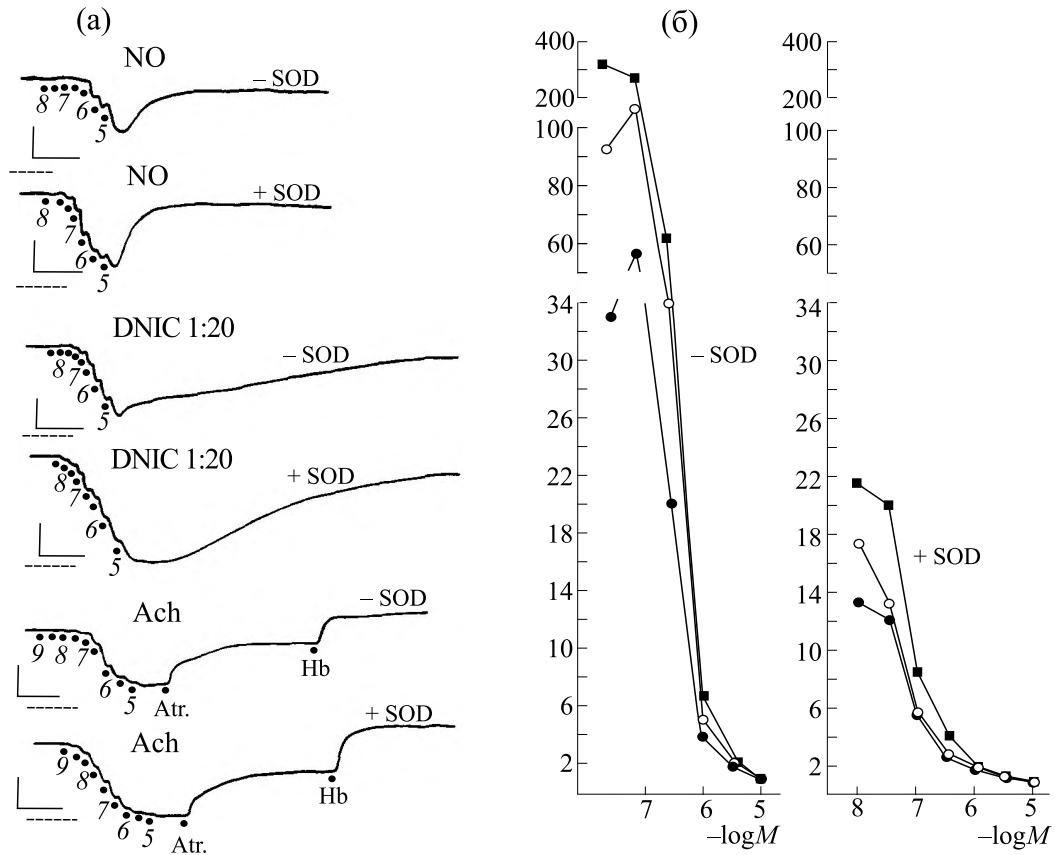 (а)
NO
– SOD
8 7 6 5
NO
+ SOD
8 7 6 5
DNIC 1:20
– SOD
8 7 6 5
DNIC 1:20
+ SOD
8 7 6 5
Ach
– SOD
9 8 7 6 5
Atr.
Hb
Ach
+ SOD
9 8 7 6 5
Atr.
Hb
(б)
400
300
200
100
80
60
34
30
26
22
18
14
10
6
2
– SOD
7 6 5
–logM
400
300
200
100
80
60
34
30
26
22
18
14
10
6
2
+ SOD
8 7 6 5
–logM